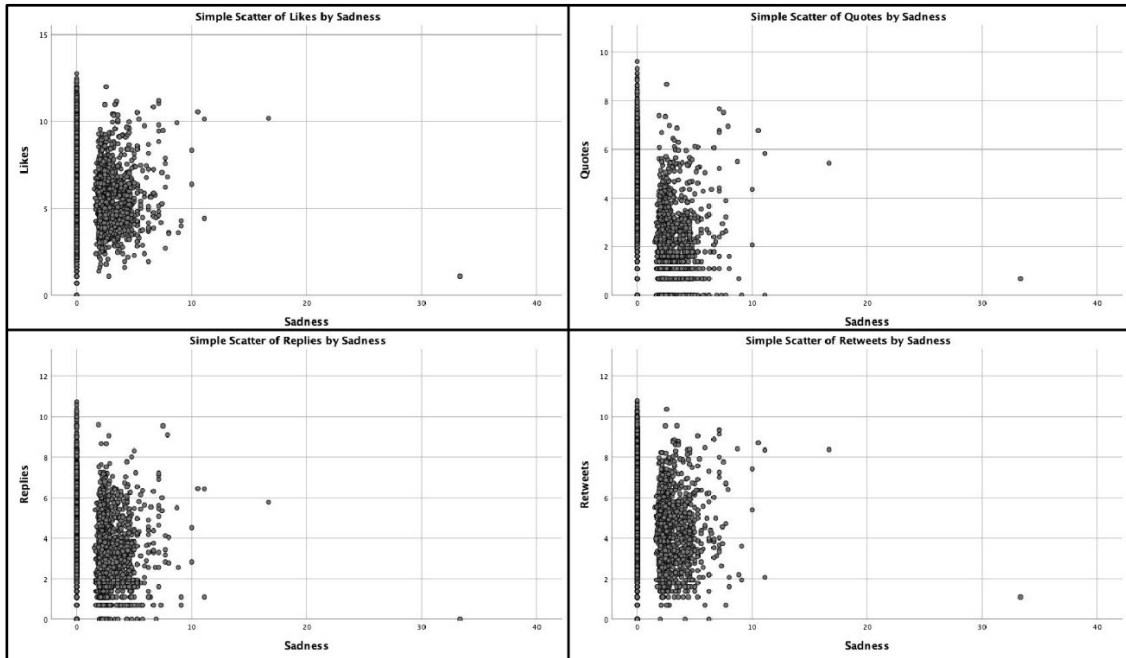 Simple Scatter of Likes by Sadness
15
10
5
0
Likes
0 10 20 30 40
Sadness
Simple Scatter of Quotes by Sadness
10
8
6
4
2
0
Quotes
0 10 20 30 40
Sadness
Simple Scatter of Replies by Sadness
12
10
8
6
4
2
0
Replies
0 10 20 30 40
Sadness
Simple Scatter of Retweets by Sadness
12
10
8
6
4
2
0
Retweets
0 10 20 30 40
Sadness